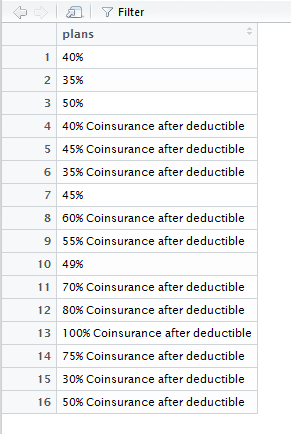 Filter
plans
1 40%
2 35%
3 50%
4 40% Coinsurance after deductible
5 45% Coinsurance after deductible
6 35% Coinsurance after deductible
7 45%
8 60% Coinsurance after deductible
9 55% Coinsurance after deductible
10 49%
11 70% Coinsurance after deductible
12 80% Coinsurance after deductible
13 100% Coinsurance after deductible
14 75% Coinsurance after deductible
15 30% Coinsurance after deductible
16 50% Coinsurance after deductible